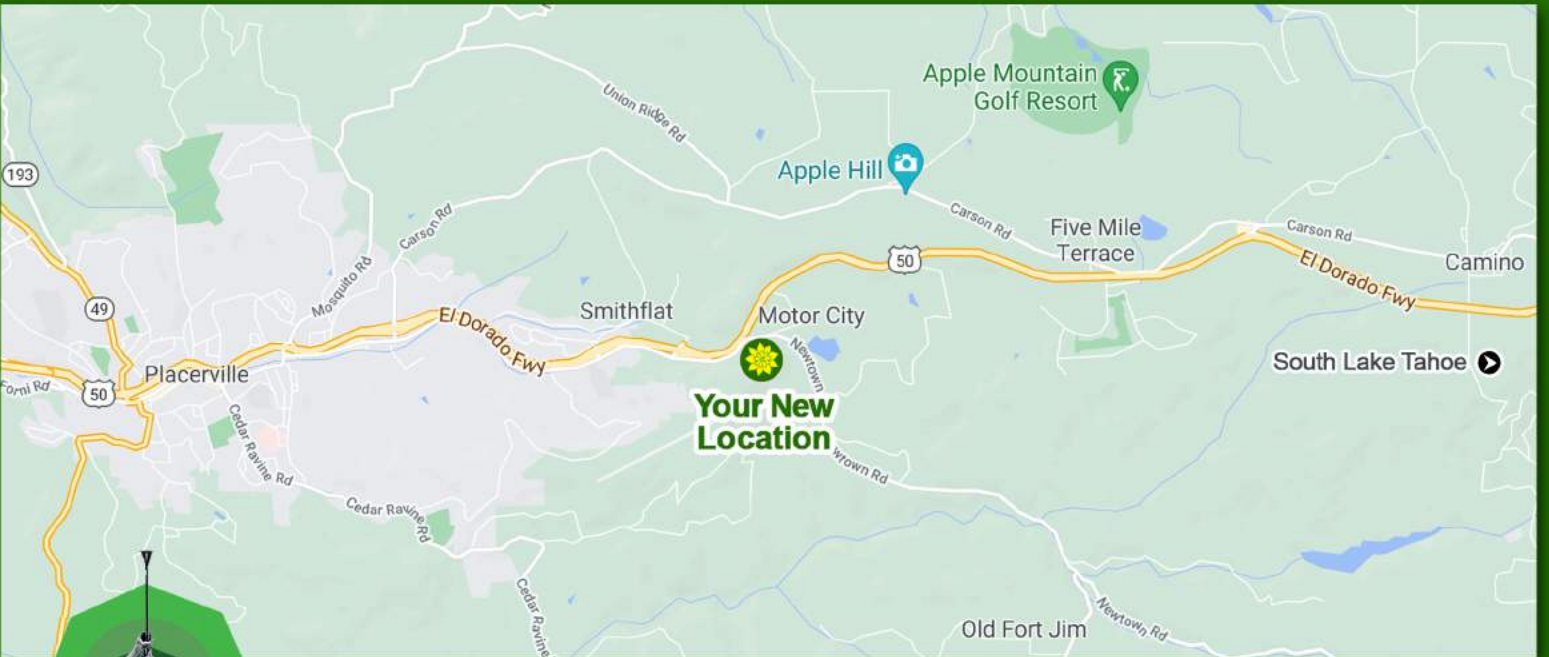 Apple Mountain
Golf Resort
Union Ridge Rd
Apple Hill
193
Carson Rd
Carson Rd
Five Mile
Terrace
Carson Rd
Camino
50
El Dorado Fwy
Mosquito Rd
49
Smithflat
Motor City
El Dorado Fwy
Newtown
South Lake Tahoe
Placerville
Forni Rd
50
Your New
Location
Cedar Ravine Rd
wtown Rd
Cedar Ravine Rd
Cedar Ravine
Old Fort Jim
Newtown Rd